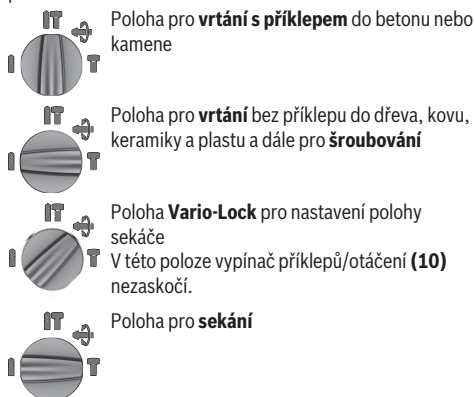 Poloha pro vrtání s příklepem do betonu nebo
kamene
Poloha pro vrtání bez příklepu do dřeva, kovu,
keramiky a plastu a dále pro šroubování
Poloha Vario-Lock pro nastavení polohy
sekáče
V této poloze vypínač příklepů/otáčení (10)
nezaskočí.
Poloha pro sekání